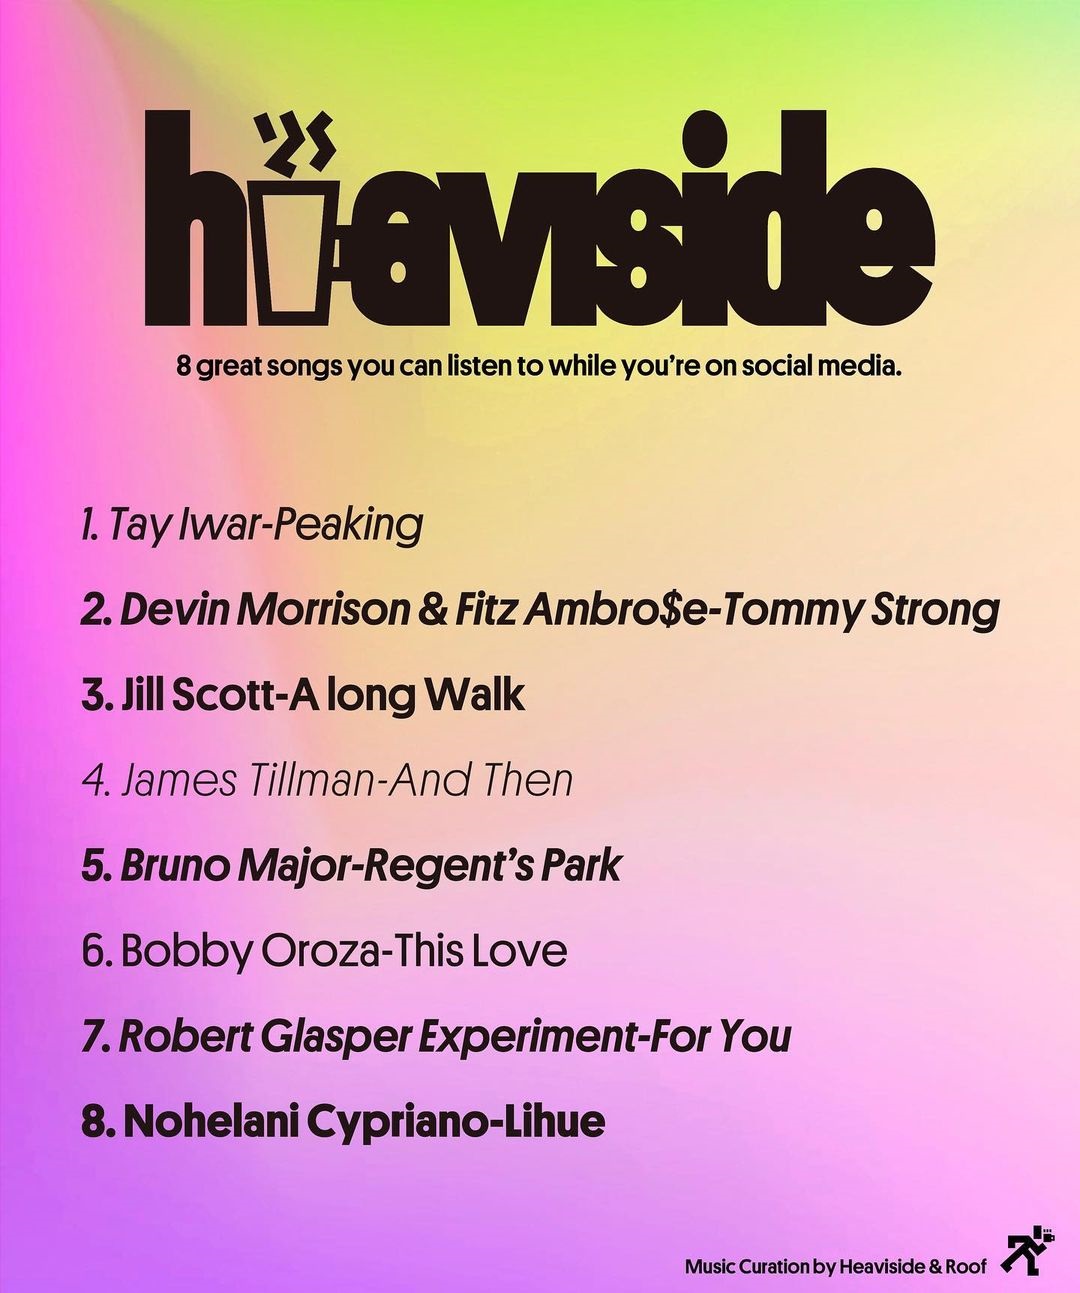 heaviside
8 great songs you can listen to while you're on social media.
1. Tay Iwar-Peaking
2. Devin Morrison & Fitz Ambro$e-Tommy Strong
3. Jill Scott-A long Walk
4. James Tillman-And Then
5. Bruno Major-Regent's Park
6. Bobby Oroza-This Love
7. Robert Glasper Experiment-For You
8. Nohelani Cypriano-Lihue
Music Curation by Heaviside & Roof